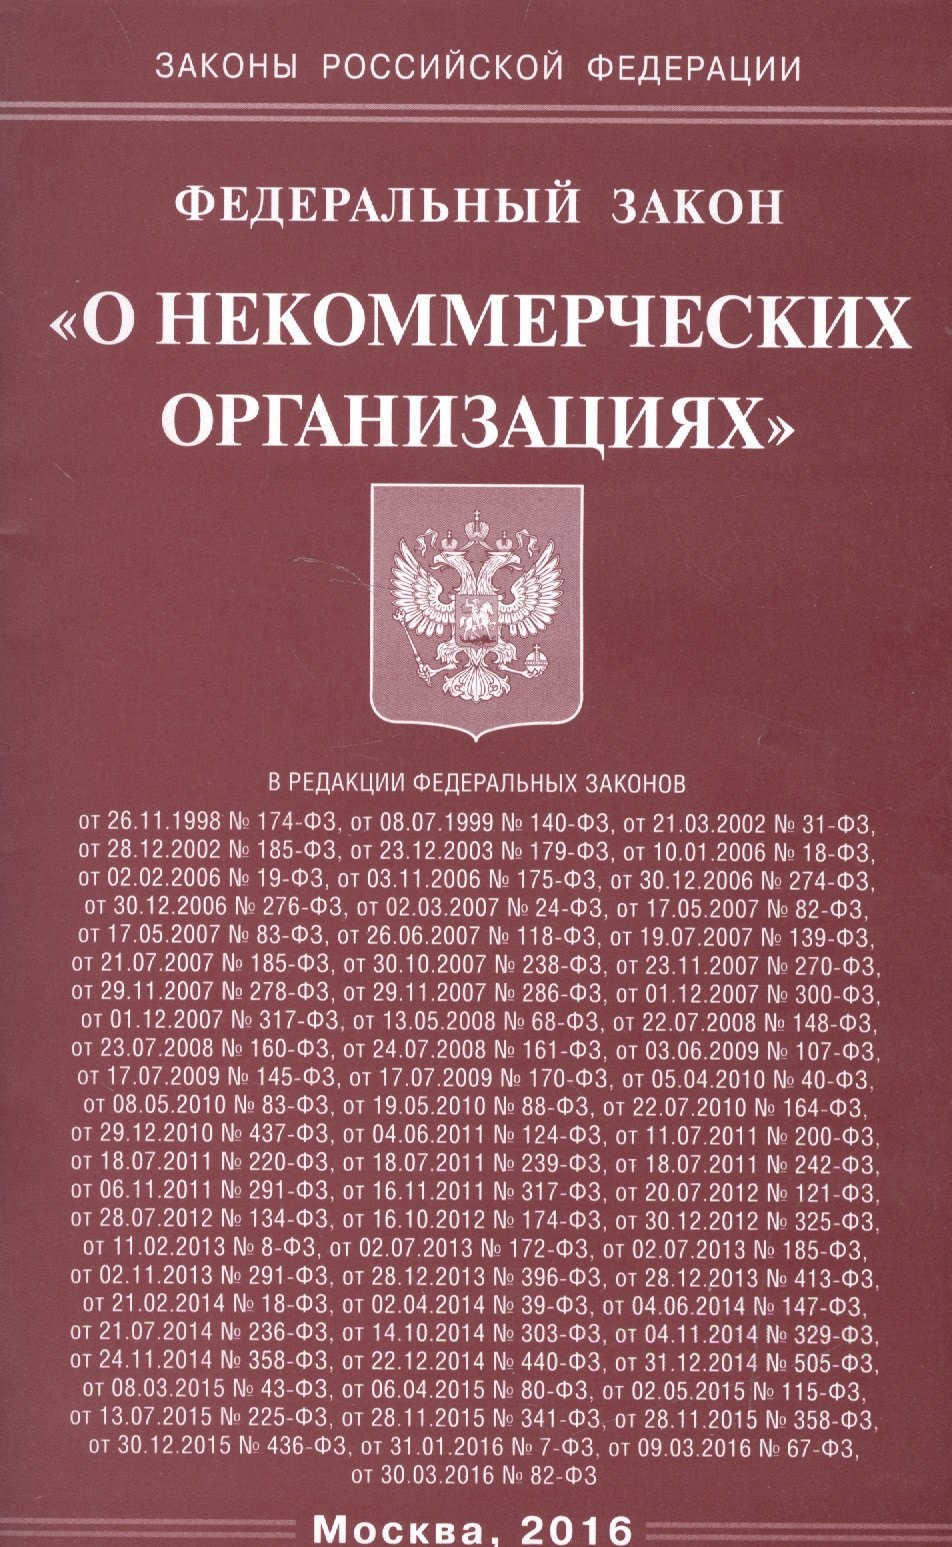 ЗАКОНЫ РОССИЙСКОЙ ФЕДЕРАЦИИ
ФЕДЕРАЛЬНЫЙ ЗАКОН
«О НЕКОММЕРЧЕСКИХ
ОРГАНИЗАЦИЯХ»
В РЕДАКЦИИ ФЕДЕРАЛЬНЫХ ЗАКОНОВ
от 26.11.1998 № 174-ФЗ, от 08.07.1999 № 140-ФЗ, от 21.03.2002 № 31-ФЗ,
от 28.12.2002 № 185-ФЗ, от 23.12.2003 № 179-ФЗ, от 10.01.2006 № 18-ФЗ,
от 02.02.2006 № 19-ФЗ, от 03.11.2006 № 175-ФЗ, от 30.12.2006 № 274-ФЗ,
от 30.12.2006 № 276-ФЗ, от 02.03.2007 № 24-ФЗ, от 17.05.2007 № 82-ФЗ,
от 17.05.2007 № 83-ФЗ, от 26.06.2007 № 118-ФЗ, от 19.07.2007 № 139-ФЗ,
от 21.07.2007 № 185-ФЗ, от 30.10.2007 № 238-ФЗ, от 23.11.2007 № 270-ФЗ,
от 29.11.2007 № 278-ФЗ, от 29.11.2007 № 286-ФЗ, от 01.12.2007 № 300-ФЗ,
от 01.12.2007 № 317-ФЗ, от 13.05.2008 № 68-ФЗ, от 22.07.2008 № 148-ФЗ,
от 23.07.2008 № 160-ФЗ, от 24.07.2008 № 161-ФЗ, от 03.06.2009 № 107-ФЗ,
от 17.07.2009 № 145-ФЗ, от 17.07.2009 № 170-ФЗ, от 05.04.2010 № 40-ФЗ,
от 08.05.2010 № 83-ФЗ, от 19.05.2010 № 88-ФЗ, от 22.07.2010 № 164-ФЗ,
от 29.12.2010 № 437-ФЗ, от 04.06.2011 № 124-ФЗ, от 11.07.2011 № 200-ФЗ,
от 18.07.2011 № 220-ФЗ, от 18.07.2011 № 239-ФЗ, от 18.07.2011 № 242-ФЗ,
от 06.11.2011 № 291-ФЗ, от 16.11.2011 № 317-ФЗ, от 20.07.2012 № 121-ФЗ,
от 28.07.2012 № 134-ФЗ, от 16.10.2012 № 174-ФЗ, от 30.12.2012 № 325-ФЗ,
от 11.02.2013 № 8-ФЗ, от 02.07.2013 № 172-ФЗ, от 02.07.2013 № 185-ФЗ,
от 02.11.2013 № 291-ФЗ, от 28.12.2013 № 396-ФЗ, от 28.12.2013 № 413-ФЗ,
от 21.02.2014 № 18-ФЗ, от 02.04.2014 № 39-ФЗ, от 04.06.2014 № 147-ФЗ,
от 21.07.2014 № 236-ФЗ, от 14.10.2014 № 303-ФЗ, от 04.11.2014 № 329-ФЗ,
от 24.11.2014 № 358-ФЗ, от 22.12.2014 № 440-ФЗ, от 31.12.2014 № 505-ФЗ,
от 08.03.2015 № 43-ФЗ, от 06.04.2015 № 80-ФЗ, от 02.05.2015 № 115-ФЗ,
от 13.07.2015 № 225-ФЗ, от 28.11.2015 № 341-ФЗ, от 28.11.2015 № 358-ФЗ,
от 30.12.2015 № 436-ФЗ, от 31.01.2016 № 7-ФЗ, от 09.03.2016 № 67-ФЗ,
от 30.03.2016 № 82-ФЗ
Москва, 2016